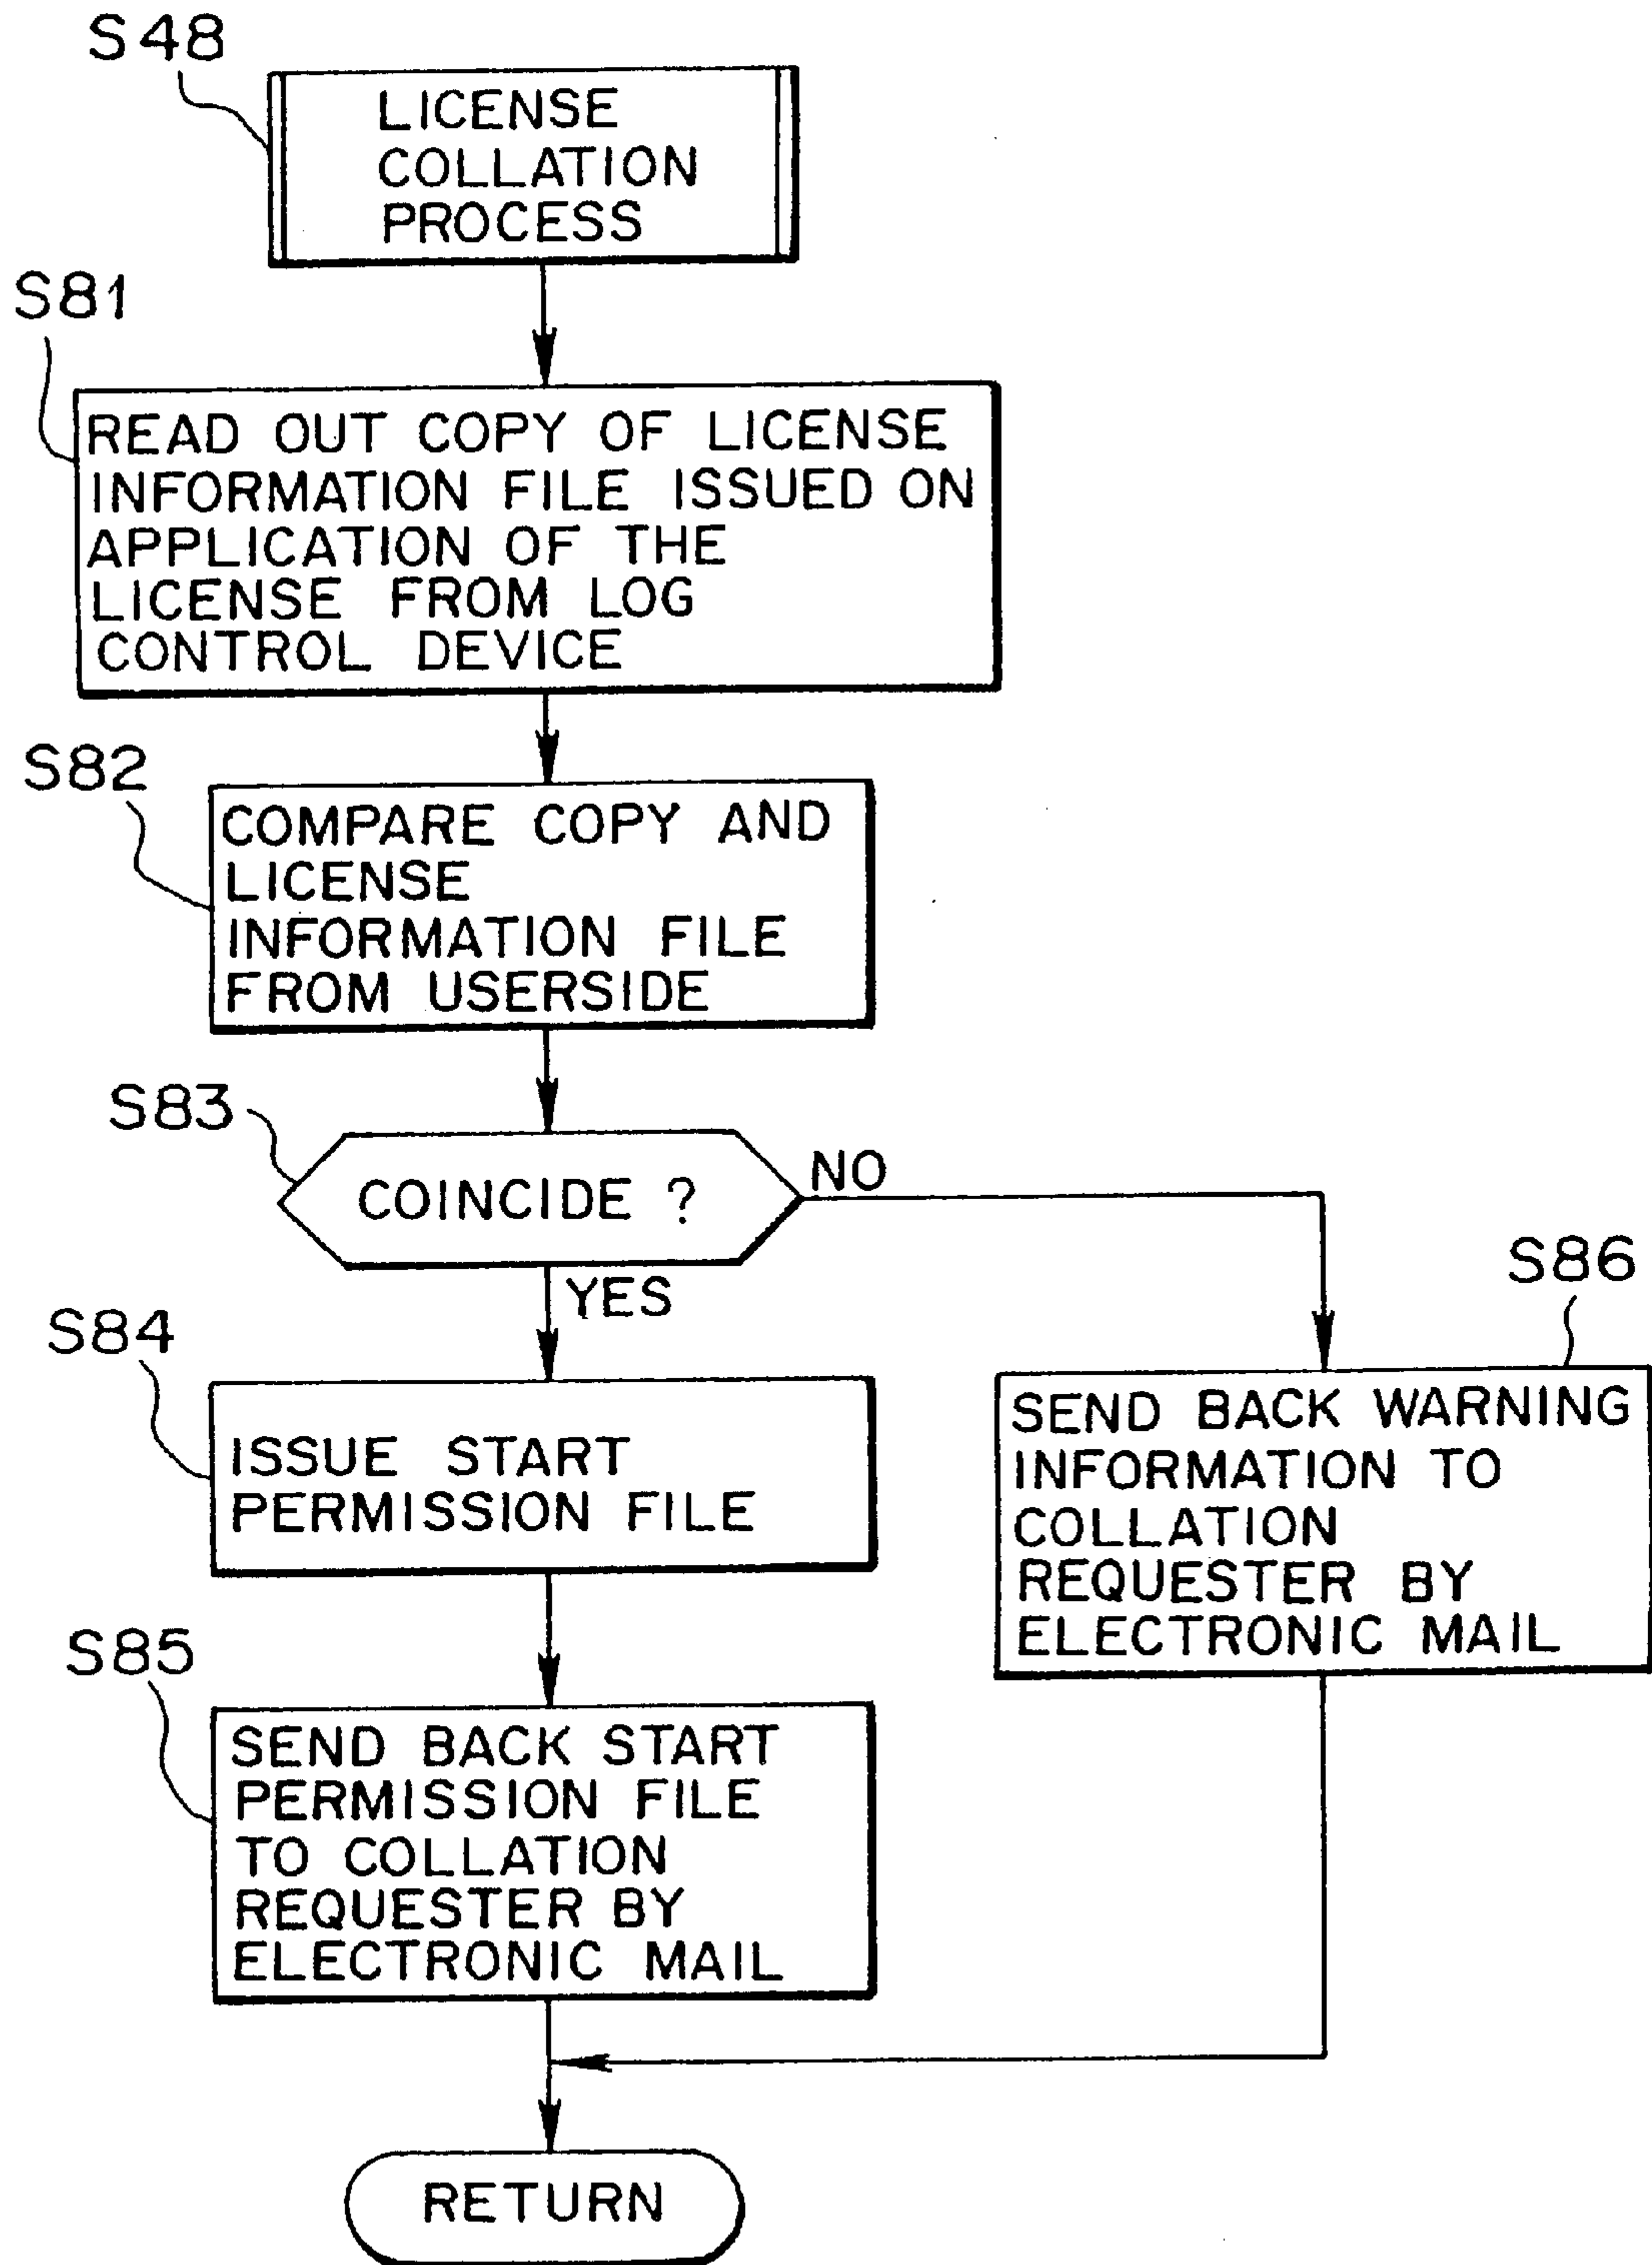 S48
LICENSE
COLLATION
PROCESS
S81
READ OUT COPY OF LICENSE
INFORMATION FILE ISSUED ON
APPLICATION OF THE
LICENSE FROM LOG
CONTROL DEVICE
S82
COMPARE COPY AND
LICENSE
INFORMATION FILE
FROM USERSIDE
S83
COINCIDE ?
NO
YES
S84
ISSUE START
PERMISSION FILE
S86
SEND BACK WARNING
INFORMATION TO
COLLATION
REQUESTER BY
ELECTRONIC MAIL
S85
SEND BACK START
PERMISSION FILE
TO COLLATION
REQUESTER BY
ELECTRONIC MAIL
RETURN